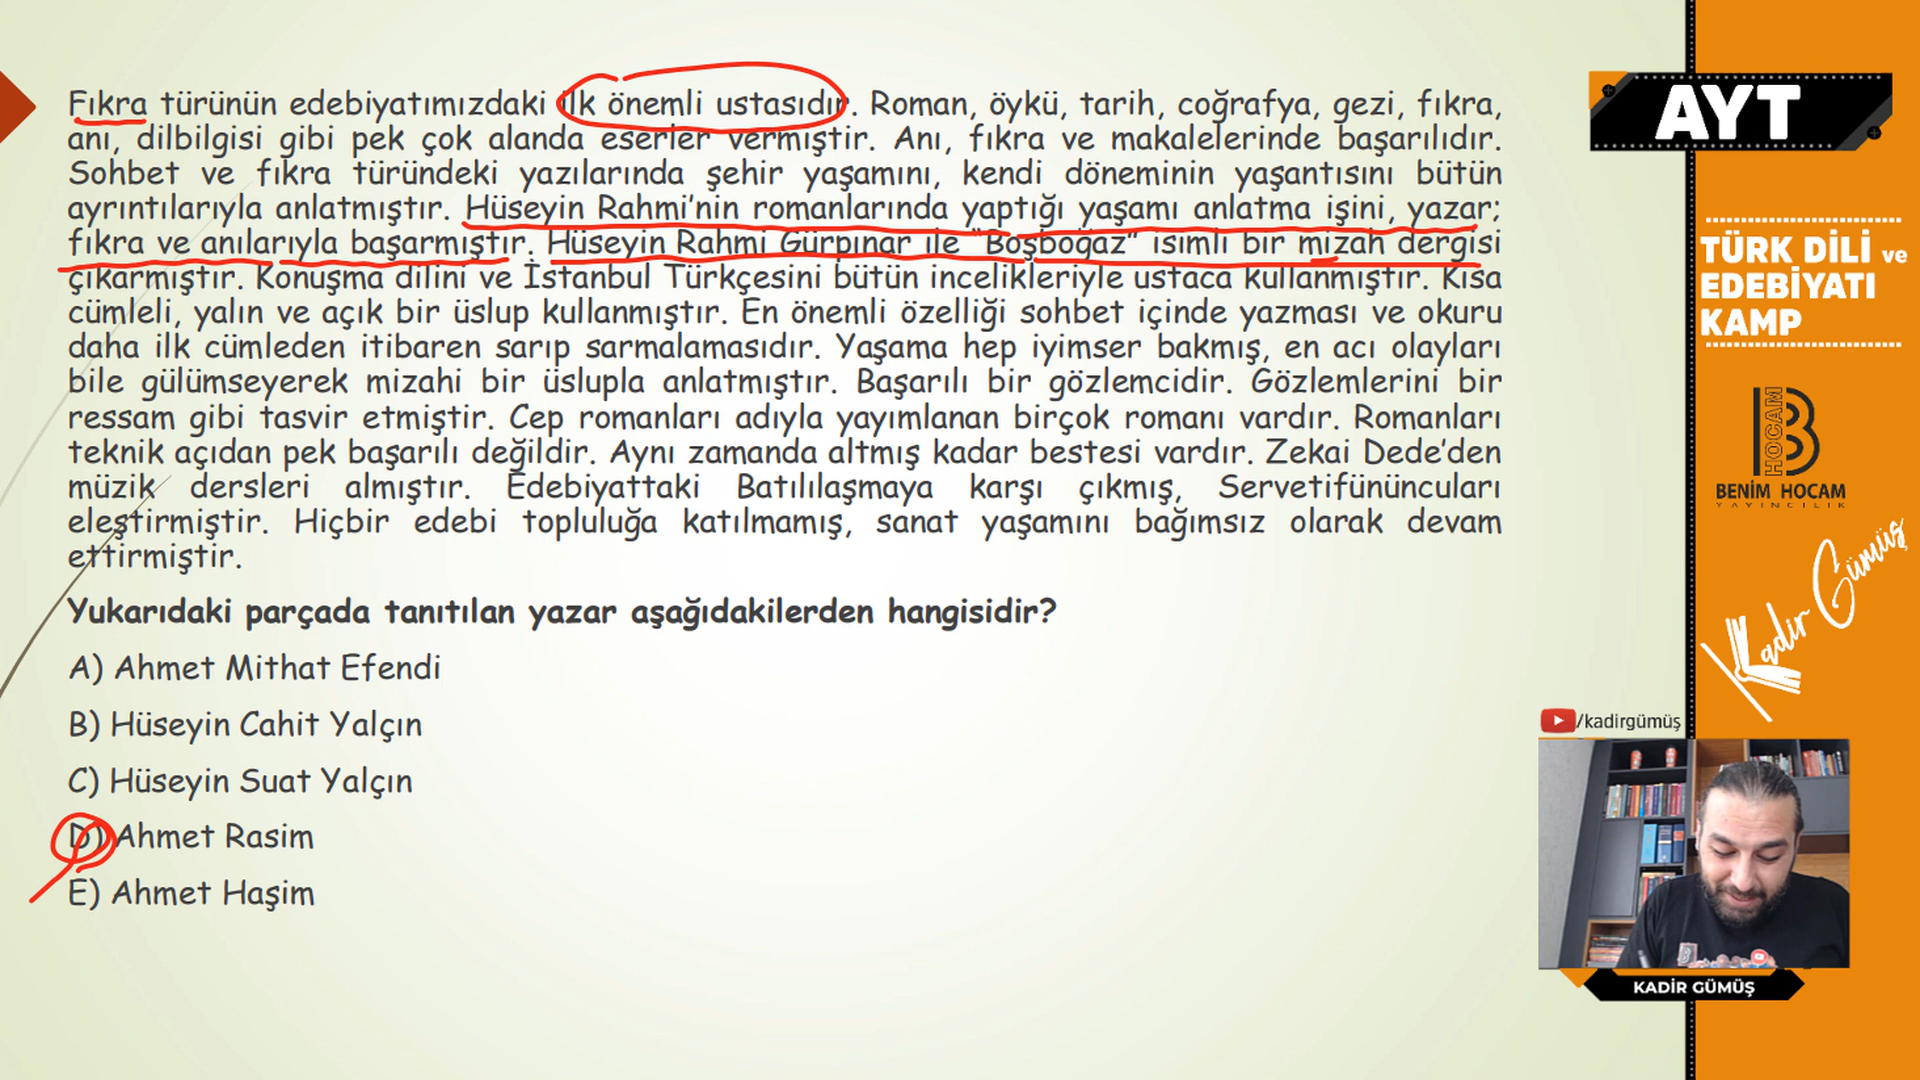 Fıkra türünün edebiyatımızdaki ilk önemli ustasıdır. Roman, öykü, tarih, coğrafya, gezi, fıkra,
anı, dilbilgisi gibi pek çok alanda eserler vermiştir. Anı, fıkra ve makalelerinde başarılıdır.
Sohbet ve fıkra türündeki yazılarında şehir yaşamını, kendi döneminin yaşantısını bütün
ayrıntılarıyla anlatmıştır. Hüseyin Rahmi’nin romanlarında yaptığı yaşamı anlatma işini, yazar;
fıkra ve anılarıyla başarmıştır. Hüseyin Rahmi Gürpınar ile “Boşboğaz” isimli bir mizah dergisi
çıkarmıştır. Konuşma dilini ve İstanbul Türkçesini bütün incelikleriyle ustaca kullanmıştır. Kısa
cümleli, yalın ve açık bir üslup kullanmıştır. En önemli özelliği sohbet içinde yazması ve okuru
daha ilk cümleden itibaren sarıp sarmalamasıdır. Yaşama hep iyimser bakmış, en acı olayları
bile gülümseyerek mizahi bir üslupla anlatmıştır. Başarılı bir gözlemcidir. Gözlemlerini bir
ressam gibi tasvir etmiştir. Cep romanları adıyla yayımlanan birçok romanı vardır. Romanları
teknik açıdan pek başarılı değildir. Aynı zamanda altmış kadar bestesi vardır. Zekai Dede’den
müzik dersleri almıştır. Edebiyattaki Batılılaşmaya karşı çıkmış, Servetifününcuları
eleştirmiştir. Hiçbir edebi topluluğa katılmamış, sanat yaşamını bağımsız olarak devam
ettirmiştir.
Yukarıdaki parçada tanıtılan yazar aşağıdakilerden hangisidir?
A) Ahmet Mithat Efendi
B) Hüseyin Cahit Yalçın
C) Hüseyin Suat Yalçın
D) Ahmet Rasim
E) Ahmet Haşim
AYT
TÜRK DİLİ ve
EDEBİYATI
KAMP
HOCAM
BENİM HOCAM
YAYINCILIK
Kadir Gümüş
/kadirgümüş
KADİR GÜMÜŞ